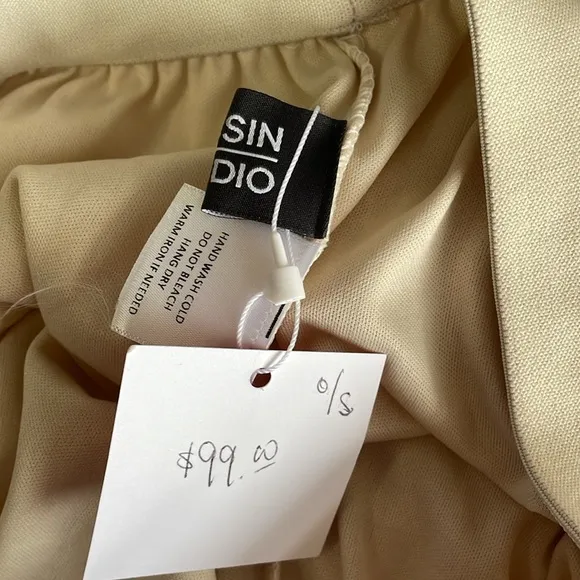 SIN
DIO
HAND WASH COLD
DO NOT BLEACH
HANG DRY
WARM IRON IF NEEDED
O/S
$99.00